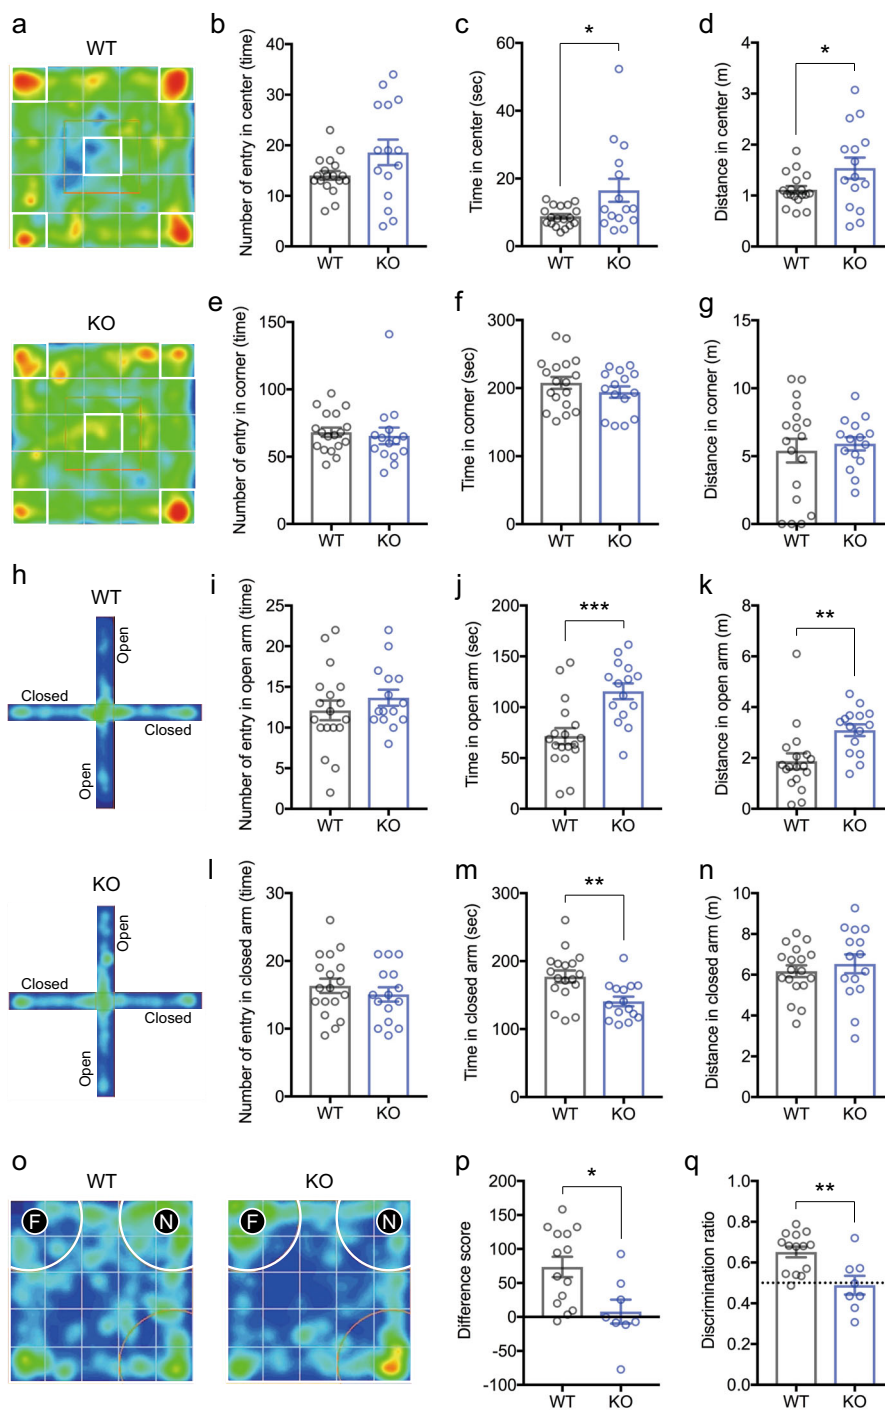 a
WT
b
Number of entry in center (time)
40
30
20
10
0
WT KO
c
Time in center (sec)
60
40
20
0
*
WT KO
d
Distance in center (m)
4
3
2
1
0
*
WT KO
KO
e
Number of entry in corner (time)
150
100
50
0
WT KO
f
Time in corner (sec)
300
200
100
0
WT KO
g
Distance in corner (m)
15
10
5
0
WT KO
h
WT
Open
Closed
Closed
Open
i
Number of entry in open arm (time)
25
20
15
10
5
0
WT KO
j
Time in open arm (sec)
200
150
100
50
0
***
WT KO
k
Distance in open arm (m)
8
6
4
2
0
**
WT KO
KO
Open
Closed
Closed
Open
l
Number of entry in closed arm (time)
30
20
10
0
WT KO
m
Time in closed arm (sec)
300
200
100
0
**
WT KO
n
Distance in closed arm (m)
10
8
6
4
2
0
WT KO
o
WT
F N
KO
F N
p
Difference score
200
150
100
50
0
-50
-100
*
WT KO
q
Discrimination ratio
1.0
0.8
0.6
0.4
0.2
0.0
**
WT KO